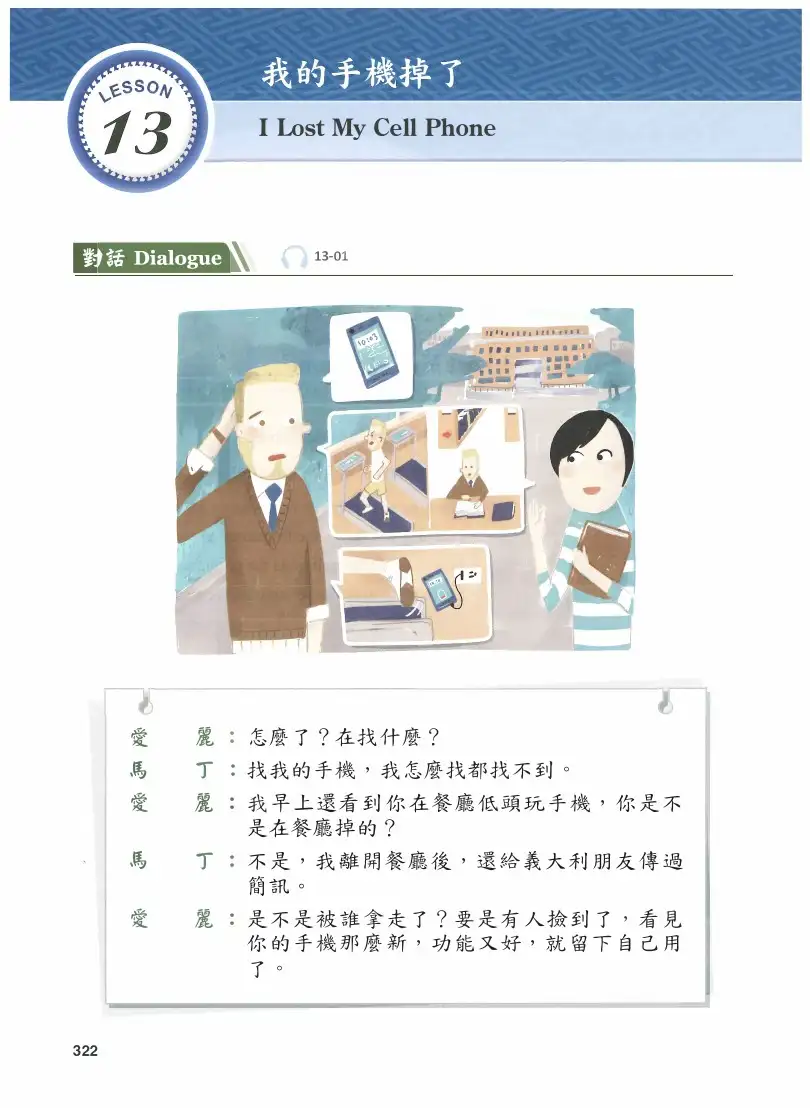 我的手機掉了
LESSON
13
I Lost My Cell Phone
對話 Dialogue
13-01
10:03
愛 麗：怎麼了？在找什麼？
馬 丁：找我的手機，我怎麼找都找不到。
愛 麗：我早上還看到你在餐廳低頭玩手機，你是不
是在餐廳掉的？
馬 丁：不是，我離開餐廳後，還給義大利朋友傳過
簡訊。
愛 麗：是不是被誰拿走了？要是有人撿到了，看見
你的手機那麼新，功能又好，就留下自己用
了。
322